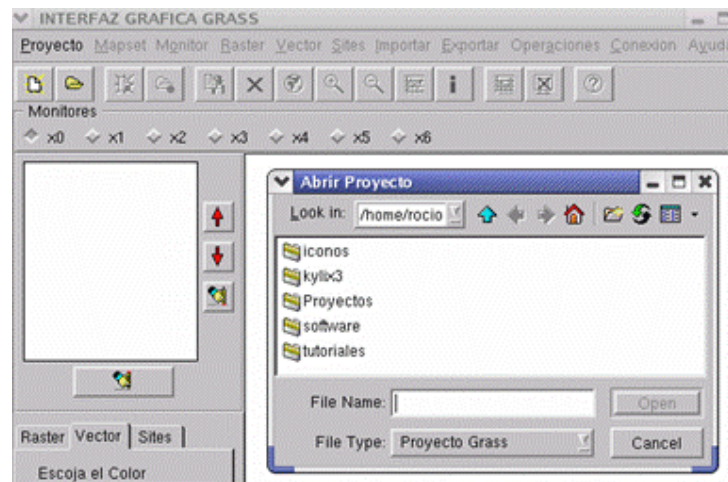 INTERFAZ GRAFICA GRASS
Proyecto Mapset Monitor Raster Vector Sites Importar Exportar Operaciones Conexion Ayuda
Monitores
x0 x1 x2 x3 x4 x5 x6
Abrir Proyecto
Look in: /home/rocio
iconos
kylix3
Proyectos
software
tutoriales
File Name: Open
File Type: Proyecto Grass Cancel
Raster Vector Sites
Escoja el Color